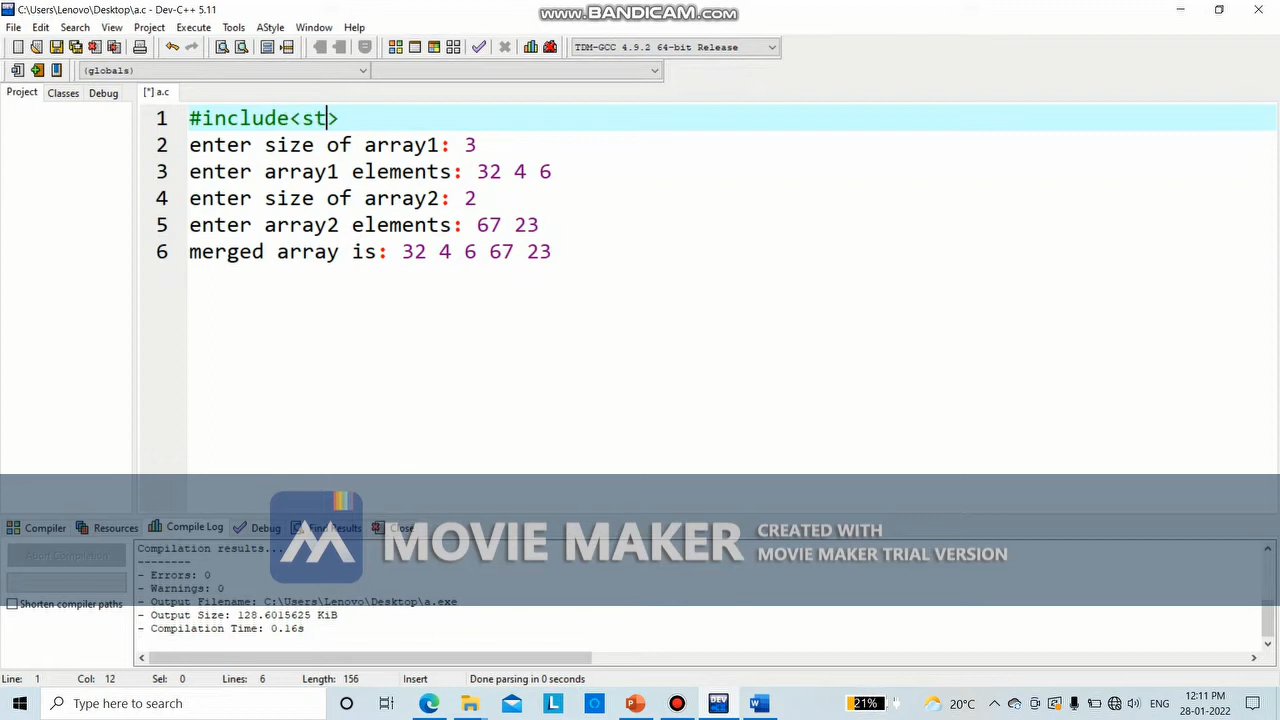 C:\Users\Lenovo\Desktop\a.c - Dev-C++ 5.11
www.BANDICAM.com
File Edit Search View Project Execute Tools AStyle Window Help
TDM-GCC 4.9.2 64-bit Release
(globals)
Project Classes Debug [*] a.c
1 #include<st>
2 enter size of array1: 3
3 enter array1 elements: 32 4 6
4 enter size of array2: 2
5 enter array2 elements: 67 23
6 merged array is: 32 4 6 67 23
MOVIE MAKER
CREATED WITH
MOVIE MAKER TRIAL VERSION
Compiler Resources Compile Log Debug Find Results Close
Abort Compilation
Shorten compiler paths
Compilation results...
--------
- Errors: 0
- Warnings: 0
- Output Filename: C:\Users\Lenovo\Desktop\a.exe
- Output Size: 128.6015625 KiB
- Compilation Time: 0.16s
Line: 1 Col: 12 Sel: 0 Lines: 6 Length: 156 Insert Done parsing in 0 seconds
Type here to search
21%
20°C
ENG
12:11 PM
28-01-2022